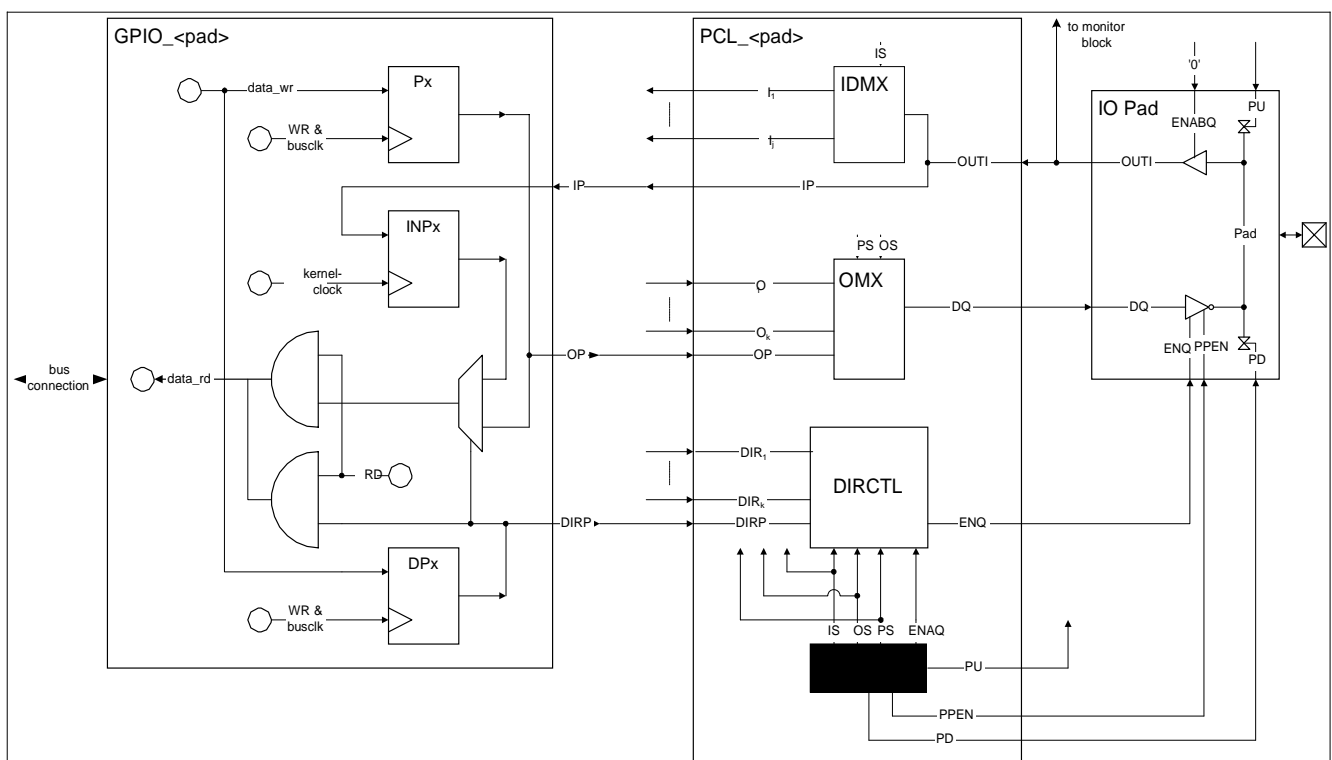 GPIO_<pad>
PCL_<pad>
to monitor
block
IS
'0'
Px
IDMX
IO Pad
PU
data_wr
I₁
ENABQ
WR &
busclk
Iⱼ
OUTI
OUTI
IP
IP
INPx
Pad
PS OS
kernel-
clock
OMX
DQ
DQ
Oₖ
ENQ
PPEN
OP
OP
PD
bus
connection
data_rd
DIR₁
RD
DIRCTL
DIRₖ
DIRP
DIRP
ENQ
DPx
WR &
busclk
IS
OS
PS
ENAQ
PU
PPEN
PD